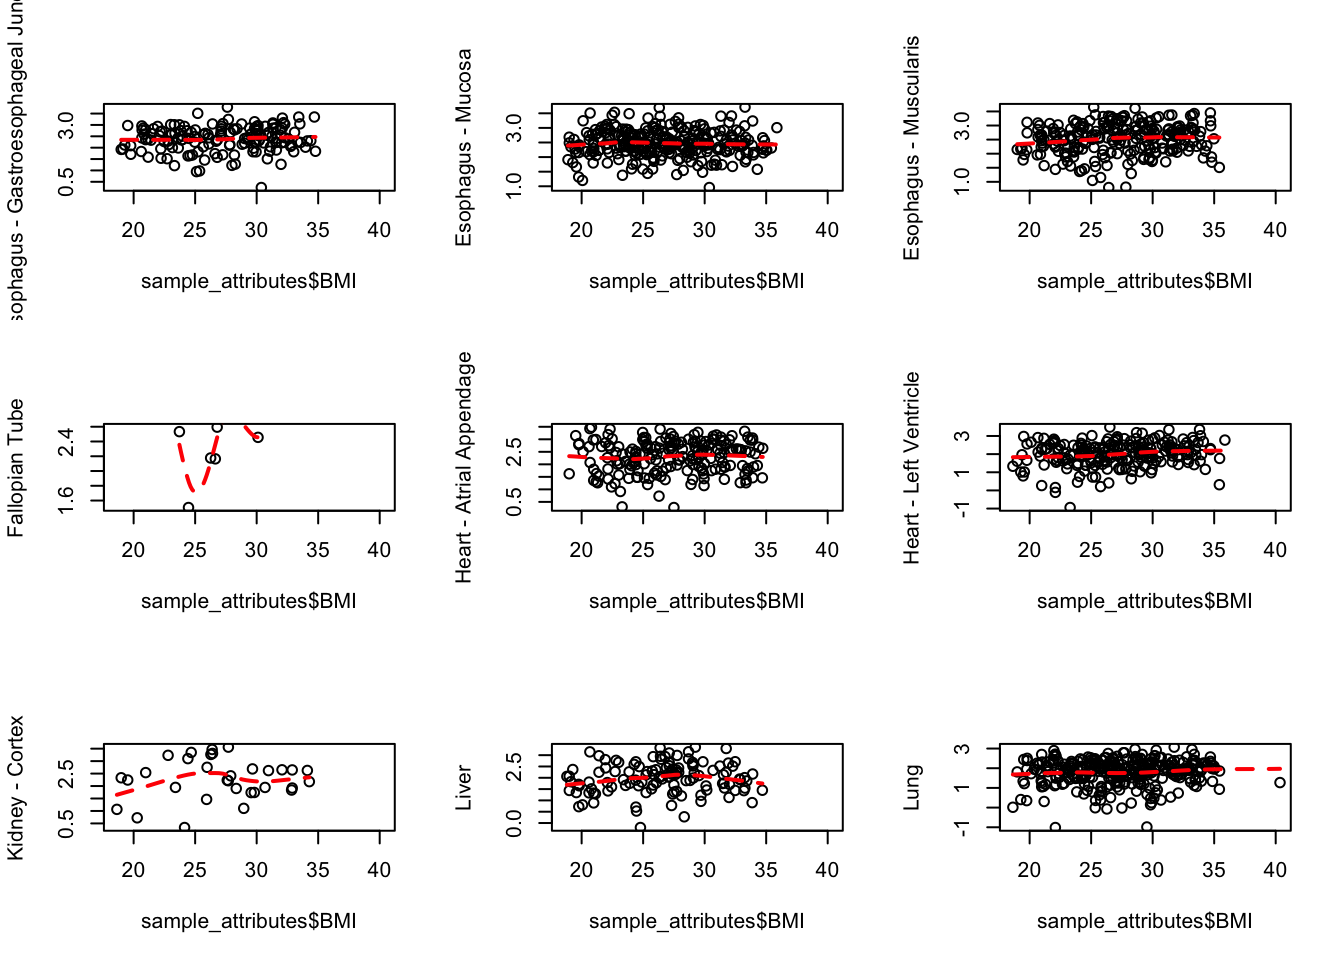 sophagus - Gastroesophageal Junc
3.0
0.5
20 25 30 35 40
sample_attributes$BMI
Esophagus - Mucosa
3.0
1.0
20 25 30 35 40
sample_attributes$BMI
Esophagus - Muscularis
3.0
1.0
20 25 30 35 40
sample_attributes$BMI
Fallopian Tube
2.4
1.6
20 25 30 35 40
sample_attributes$BMI
Heart - Atrial Appendage
2.5
0.5
20 25 30 35 40
sample_attributes$BMI
Heart - Left Ventricle
3
1
-1
20 25 30 35 40
sample_attributes$BMI
Kidney - Cortex
2.5
0.5
20 25 30 35 40
sample_attributes$BMI
Liver
2.5
0.0
20 25 30 35 40
sample_attributes$BMI
Lung
3
1
-1
20 25 30 35 40
sample_attributes$BMI